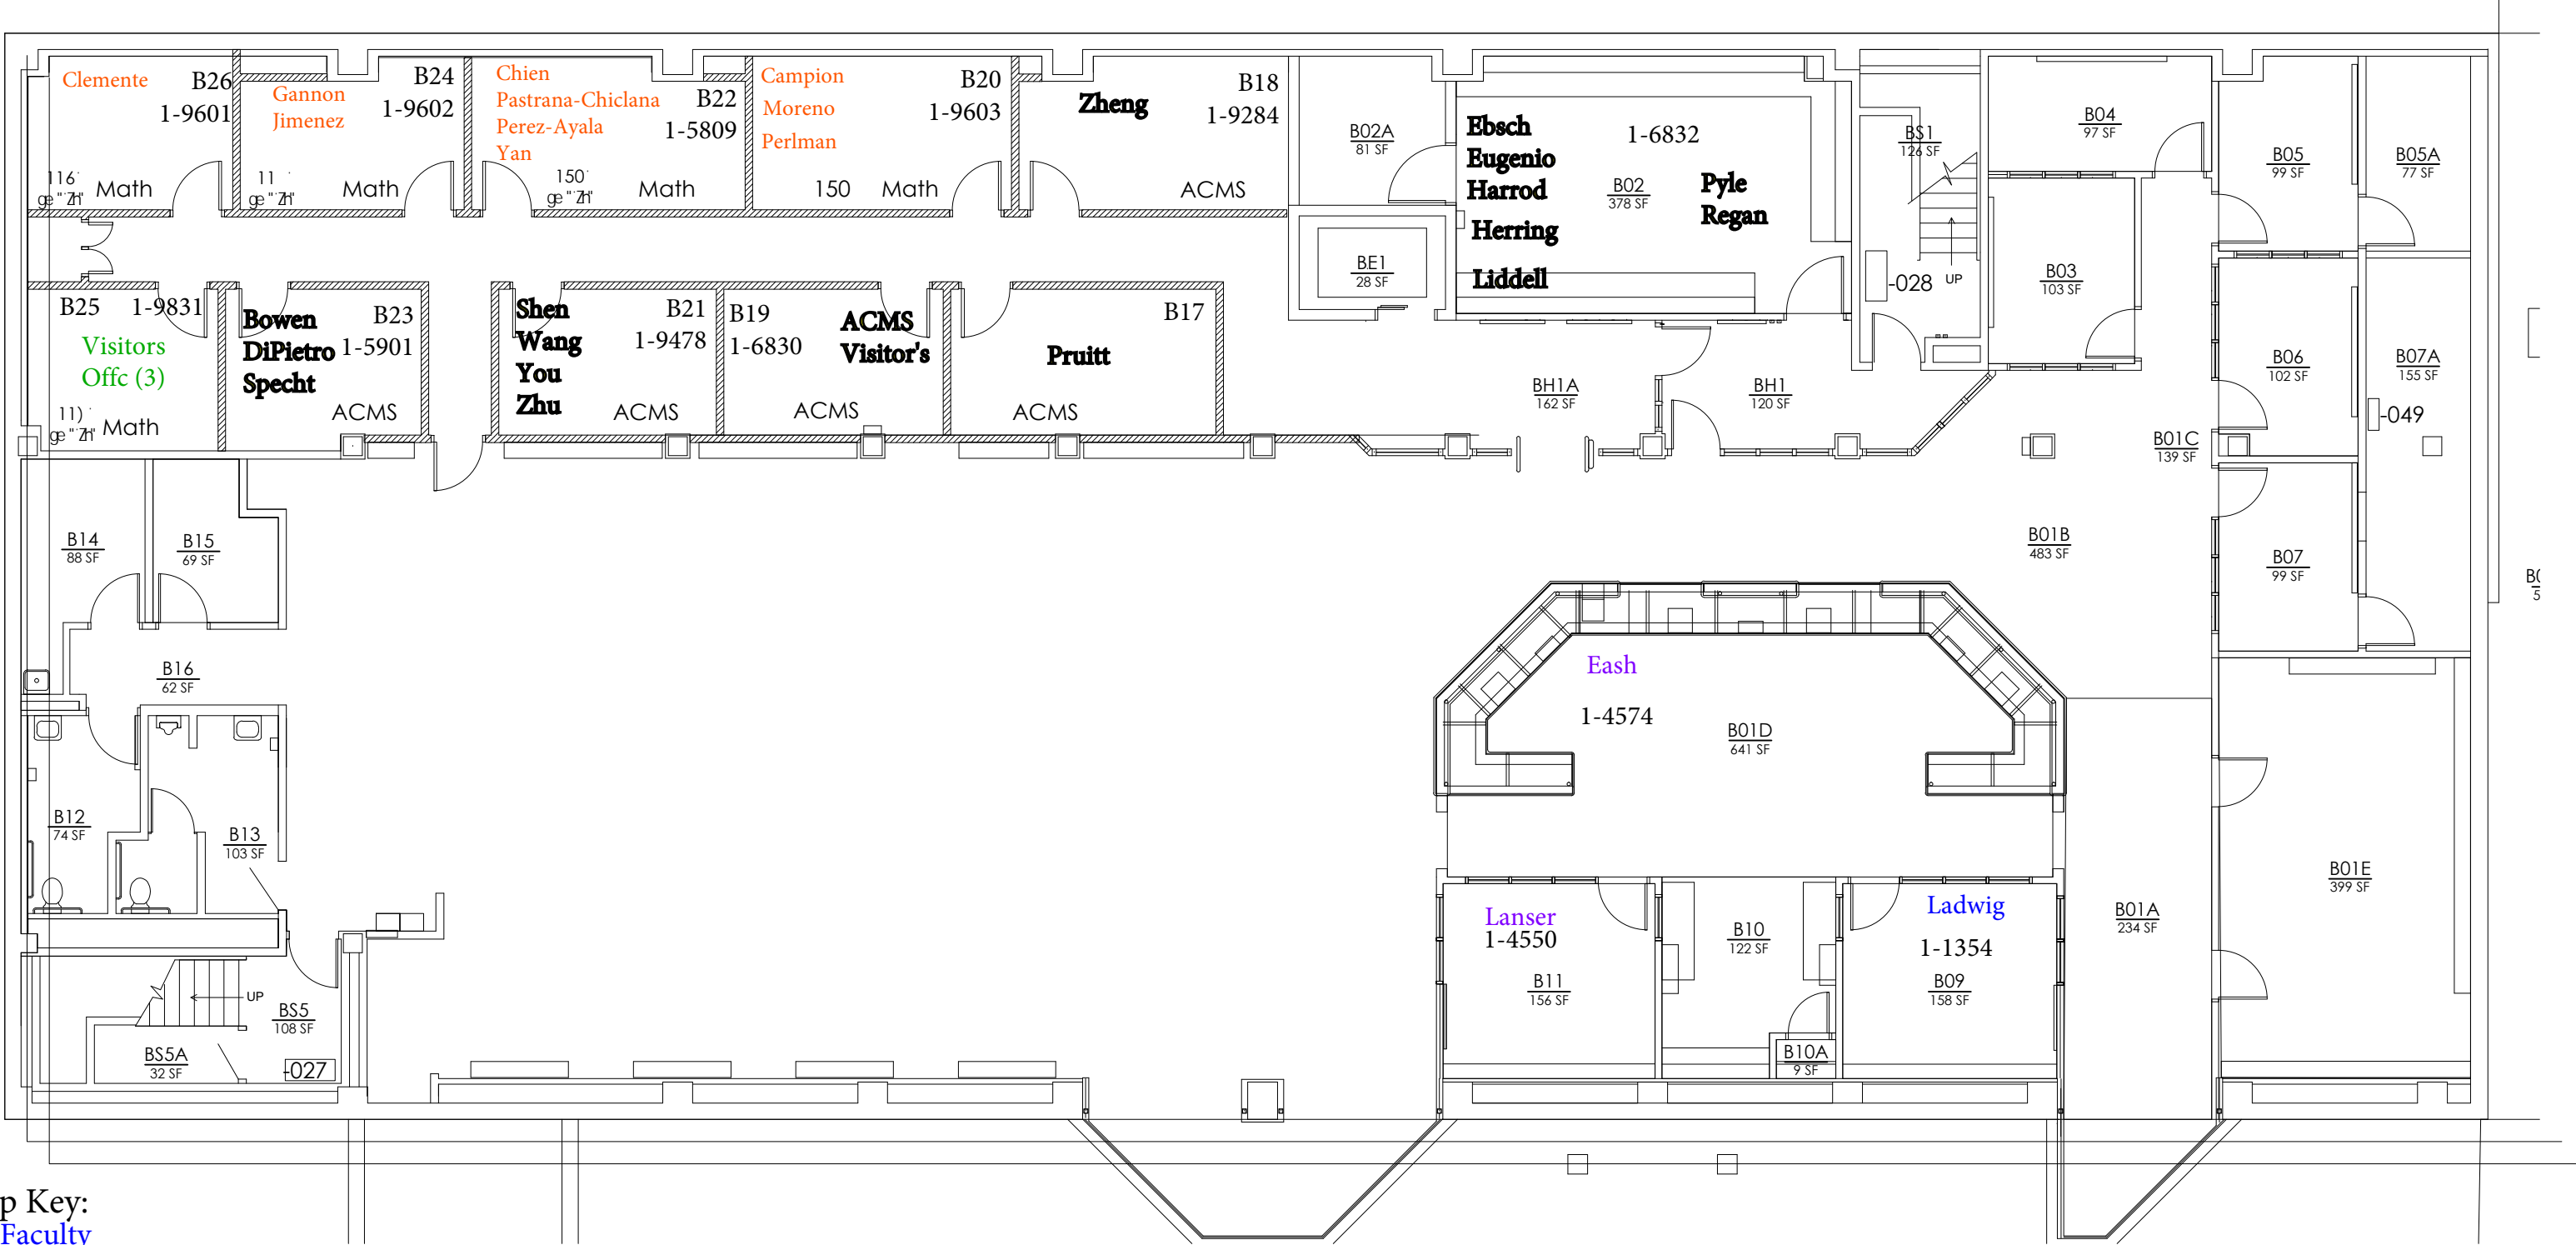 Clemente
B26
1-9601
116
Math
Gannon
Jimenez
B24
1-9602
11
Math
Chien
Pastrana-Chiclana
Perez-Ayala
Yan
B22
1-5809
150
Math
Campion
Moreno
Perlman
B20
1-9603
150 Math
Zheng
B18
1-9284
ACMS
B02A
81 SF
Ebsch
Eugenio
Harrod
Herring
Liddell
1-6832
B02
378 SF
Pyle
Regan
BS1
126 SF
-028
UP
B04
97 SF
B03
103 SF
B05
99 SF
B05A
77 SF
BE1
28 SF
B25 1-9831
Visitors
Offc (3)
11)
Math
Bowen
DiPietro
Specht
B23
1-5901
ACMS
Shen
Wang
You
Zhu
B21
1-9478
ACMS
B19
1-6830
ACMS
Visitor's
ACMS
B17
Pruitt
ACMS
BH1A
162 SF
BH1
120 SF
B06
102 SF
B07A
155 SF
-049
B01C
139 SF
B14
88 SF
B15
69 SF
B01B
483 SF
B07
99 SF
B16
62 SF
Eash
1-4574
B01D
641 SF
B12
74 SF
B13
103 SF
Lanser
1-4550
B11
156 SF
B10
122 SF
Ladwig
1-1354
B09
158 SF
B10A
9 SF
B01A
234 SF
B01E
399 SF
UP
BS5
108 SF
BS5A
32 SF
-027
p Key:
Faculty